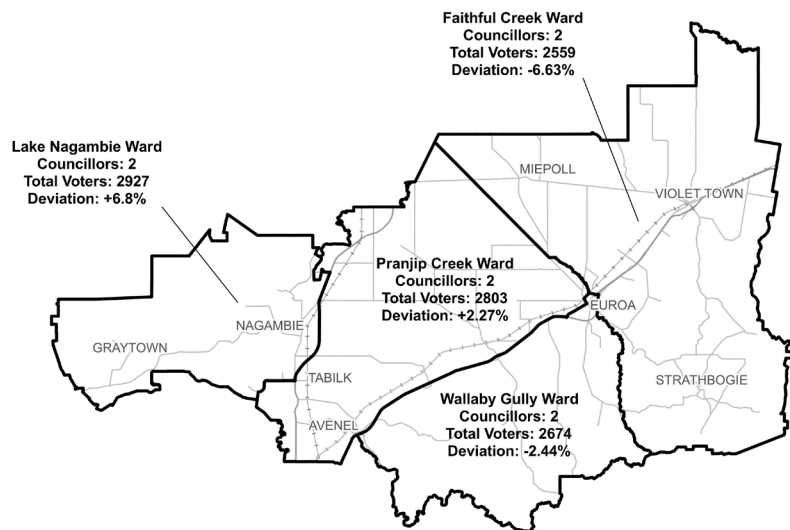 Faithful Creek Ward
Councillors: 2
Total Voters: 2559
Deviation: -6.63%
Lake Nagambie Ward
Councillors: 2
Total Voters: 2927
Deviation: +6.8%
MIEPOLL
VIOLET TOWN
Pranjip Creek Ward
Councillors: 2
Total Voters: 2803
Deviation: +2.27%
EUROA
NAGAMBIE
GRAYTOWN
TABILK
STRATHBOGIE
AVENEL
Wallaby Gully Ward
Councillors: 2
Total Voters: 2674
Deviation: -2.44%